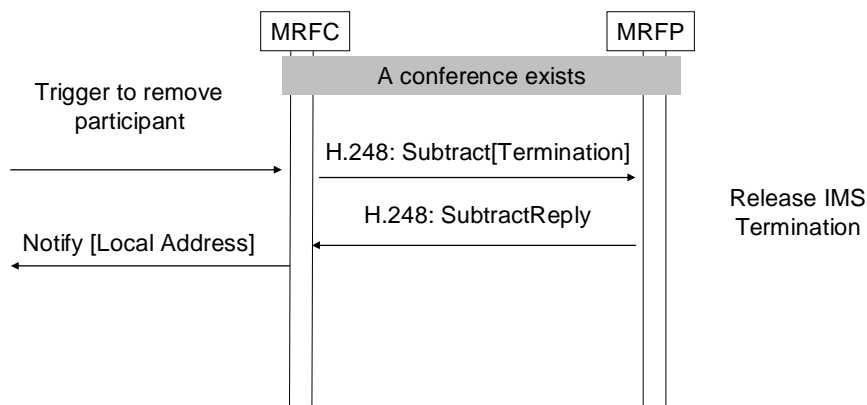 MRFC
MRFP
A conference exists
Trigger to remove
participant
H.248: Subtract[Termination]
H.248: SubtractReply
Release IMS
Termination
Notify [Local Address]